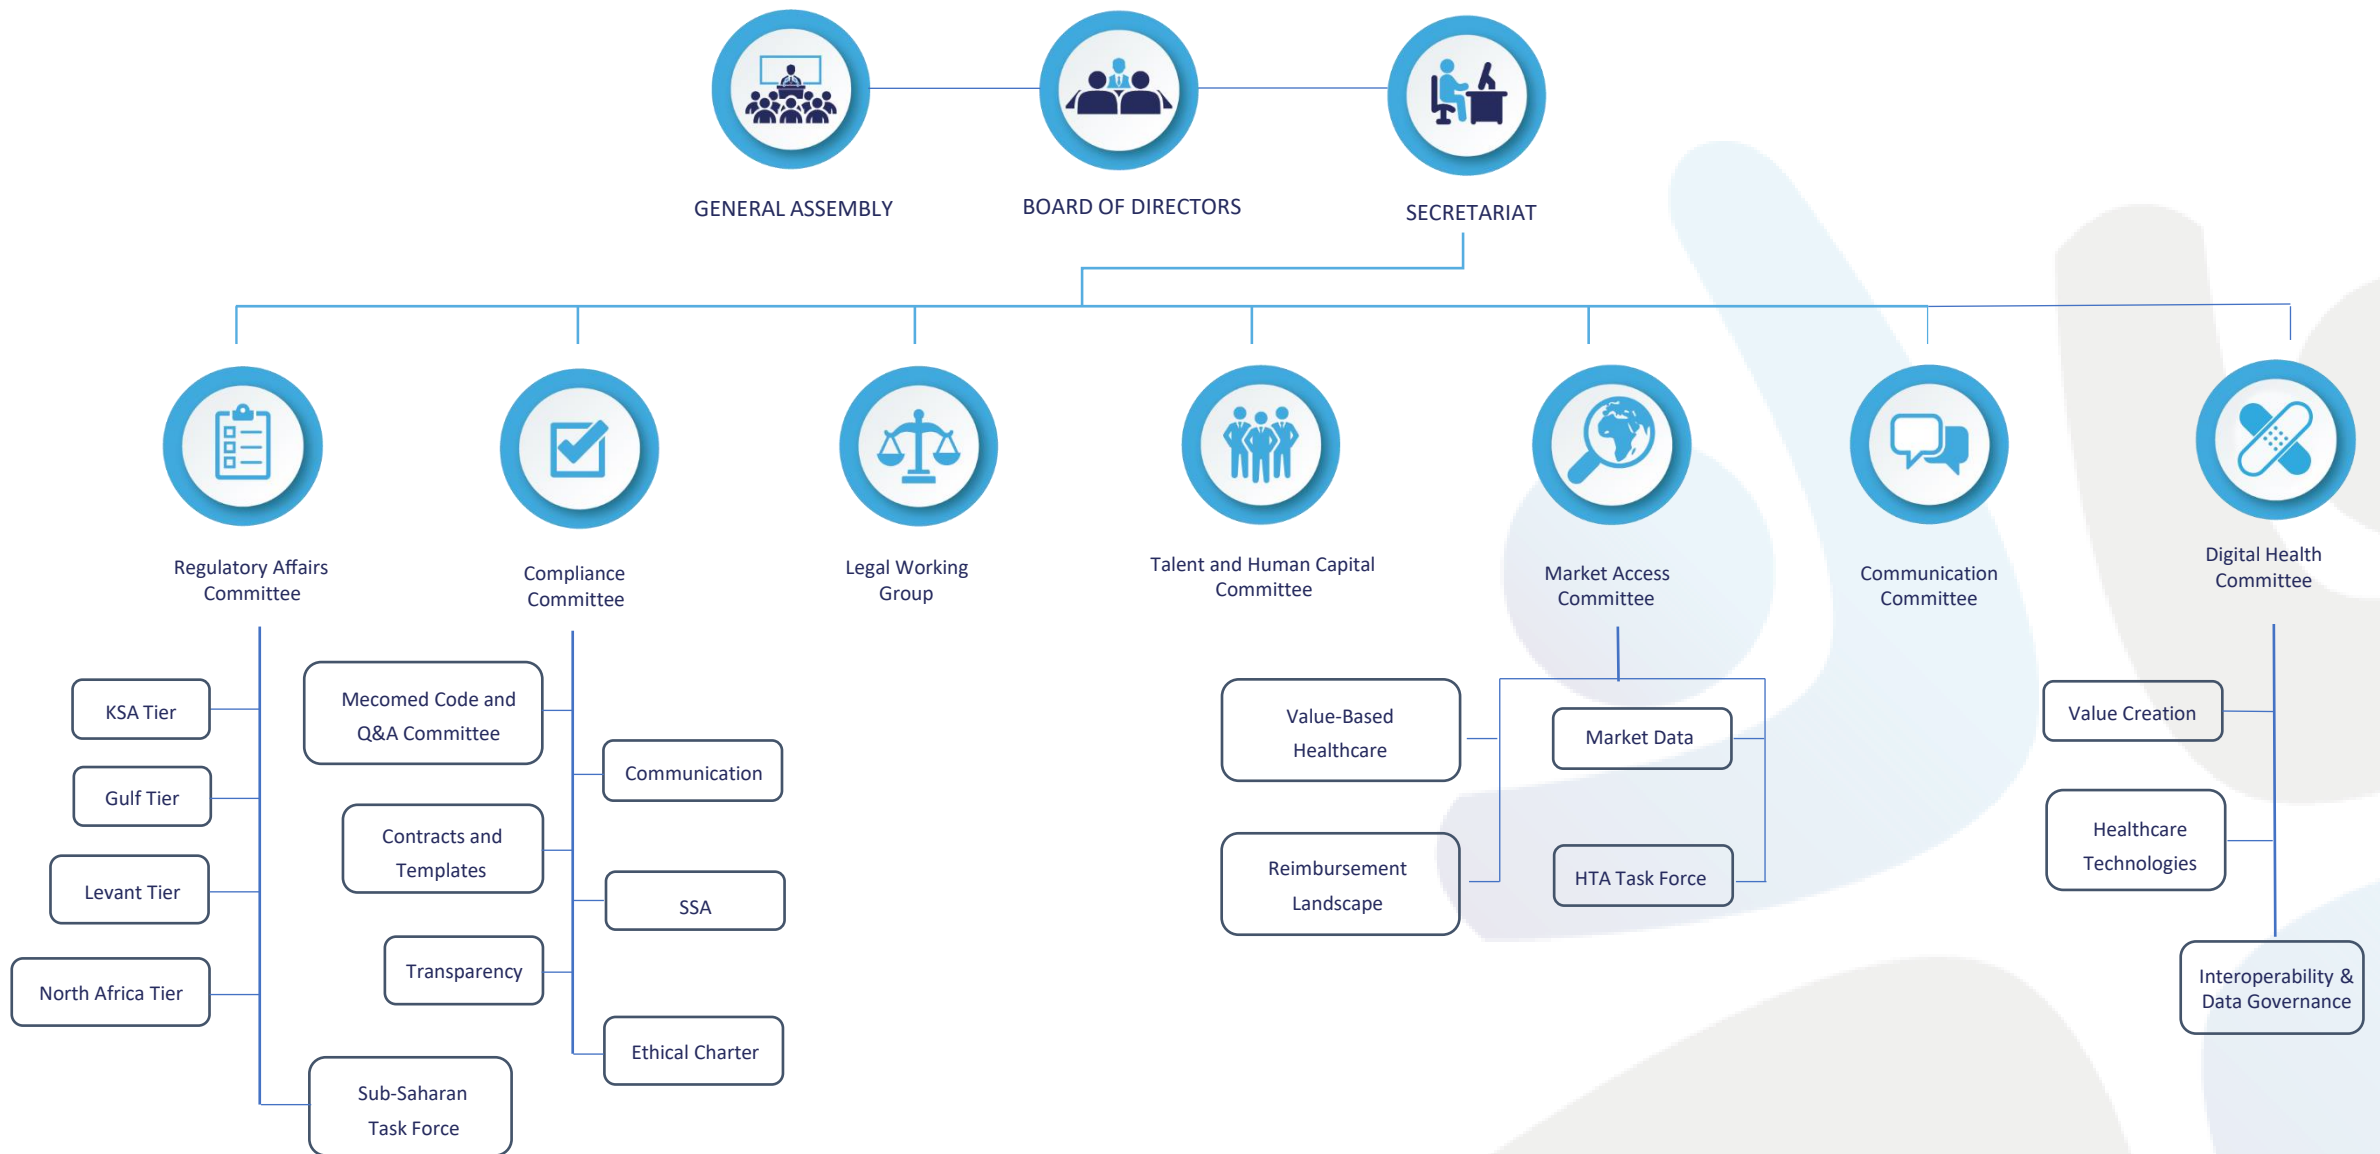 GENERAL ASSEMBLY
BOARD OF DIRECTORS
SECRETARIAT
Regulatory Affairs
Committee
Compliance
Committee
Legal Working
Group
Talent and Human Capital
Committee
Market Access
Committee
Communication
Committee
Digital Health
Committee
KSA Tier
Gulf Tier
Levant Tier
North Africa Tier
Sub-Saharan
Task Force
Mecomed Code and
Q&A Committee
Communication
Contracts and
Templates
SSA
Transparency
Ethical Charter
Value-Based
Healthcare
Market Data
Reimbursement
Landscape
HTA Task Force
Value Creation
Healthcare
Technologies
Interoperability &
Data Governance